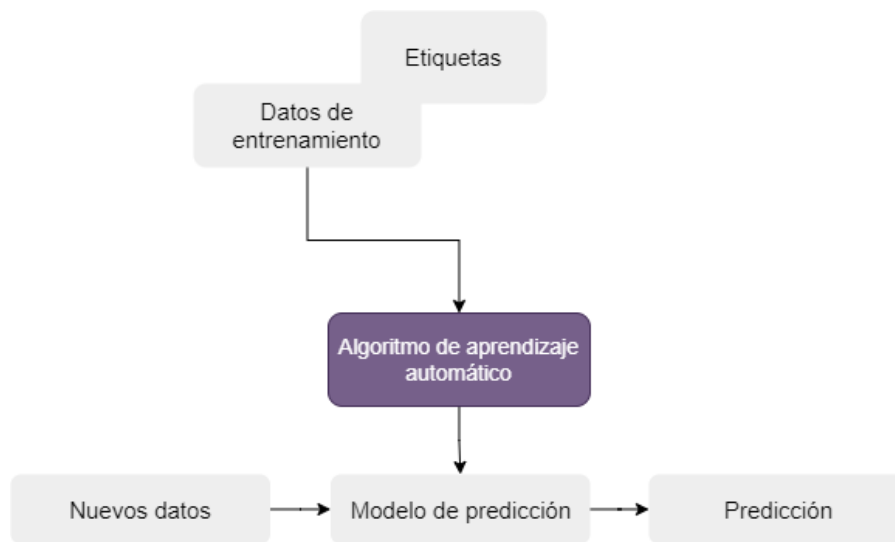 Etiquetas
Datos de
entrenamiento
Algoritmo de aprendizaje
automático
Nuevos datos
Modelo de predicción
Predicción